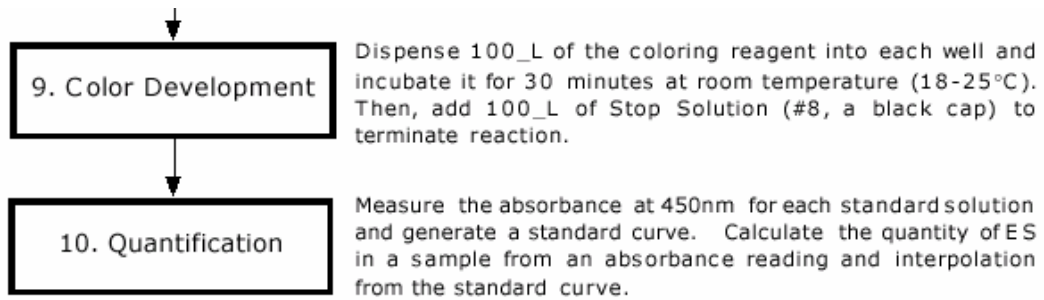 9. Color Development
Dispense 100_L of the coloring reagent into each well and
incubate it for 30 minutes at room temperature (18-25°C).
Then, add 100_L of Stop Solution (#8, a black cap) to
terminate reaction.
10. Quantification
Measure the absorbance at 450nm for each standard solution
and generate a standard curve. Calculate the quantity of ES
in a sample from an absorbance reading and interpolation
from the standard curve.